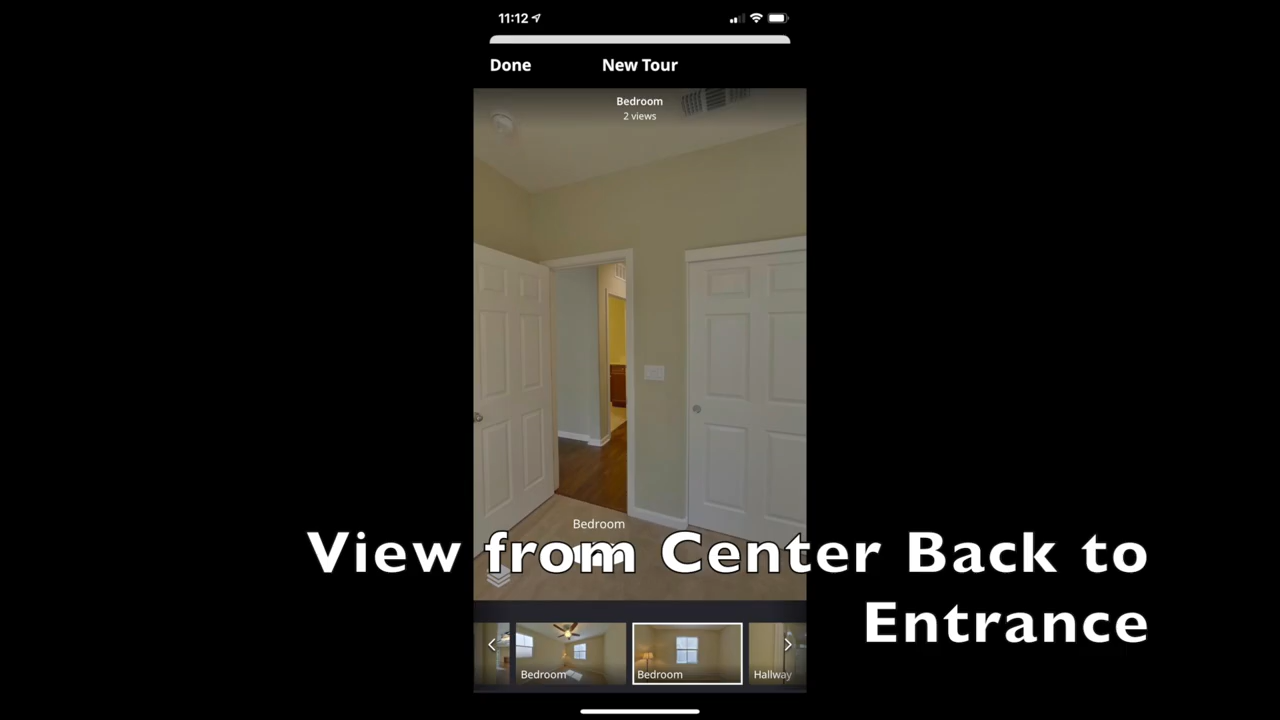 11:12
Done
New Tour
Bedroom
2 views
Bedroom
View from Center Back to
Entrance
Bedroom
Bedroom
Hallway